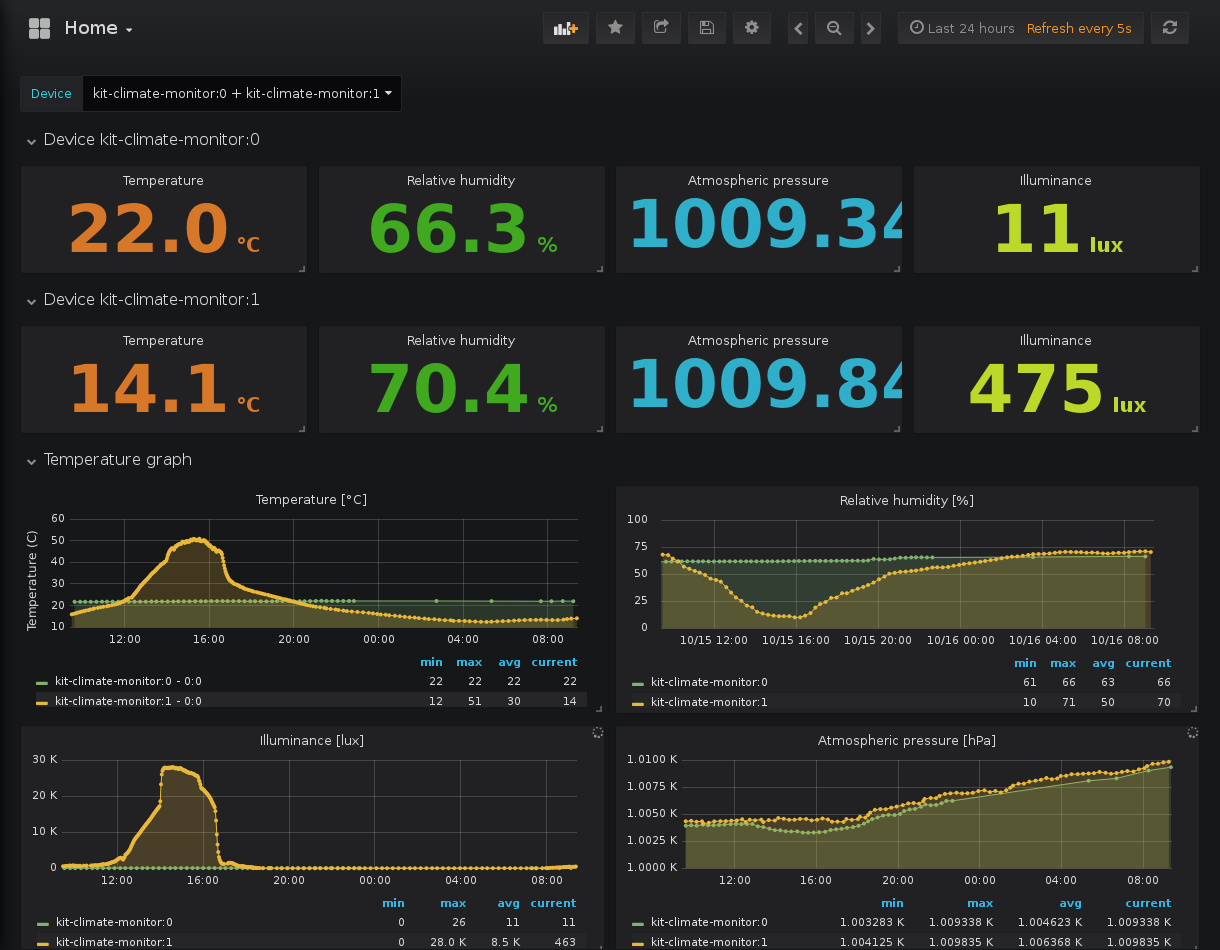 Home
Last 24 hours Refresh every 5s
Device kit-climate-monitor:0 + kit-climate-monitor:1
Device kit-climate-monitor:0
Temperature Relative humidity Atmospheric pressure Illuminance
22.0 °C 66.3 % 1009.34 11 lux
Device kit-climate-monitor:1
Temperature Relative humidity Atmospheric pressure Illuminance
14.1 °C 70.4 % 1009.84 475 lux
Temperature graph
Temperature [°C]
Temperature (C)
60
50
40
30
20
10
12:00 16:00 20:00 00:00 04:00 08:00
min max avg current
kit-climate-monitor:0 - 0:0 22 22 22 22
kit-climate-monitor:1 - 0:0 12 51 30 14
Relative humidity [%]
100
75
50
25
0
10/15 12:00 10/15 16:00 10/15 20:00 10/16 00:00 10/16 04:00 10/16 08:00
min max avg current
kit-climate-monitor:0 61 66 63 66
kit-climate-monitor:1 10 71 50 70
Illuminance [lux]
30 K
20 K
10 K
0
12:00 16:00 20:00 00:00 04:00 08:00
min max avg current
kit-climate-monitor:0 0 26 11 11
kit-climate-monitor:1 0 28.0 K 8.5 K 463
Atmospheric pressure [hPa]
1.0100 K
1.0075 K
1.0050 K
1.0025 K
1.0000 K
12:00 16:00 20:00 00:00 04:00 08:00
min max avg current
kit-climate-monitor:0 1.003283 K 1.009338 K 1.004623 K 1.009338 K
kit-climate-monitor:1 1.004125 K 1.009835 K 1.006368 K 1.009835 K